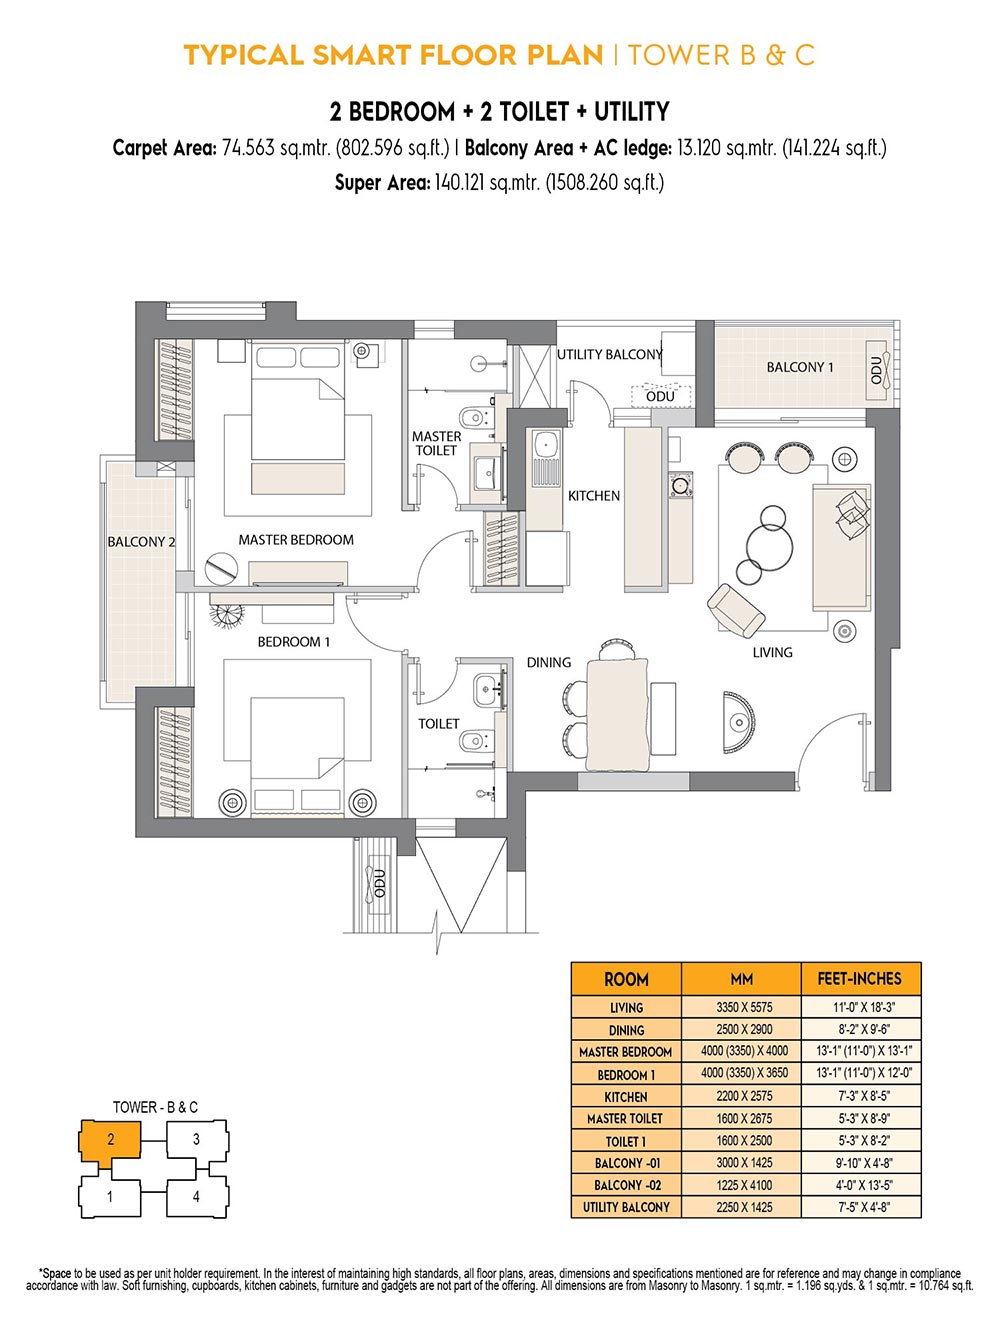 TYPICAL SMART FLOOR PLAN | TOWER B & C
2 BEDROOM + 2 TOILET + UTILITY
Carpet Area: 74.563 sq.mtr. (802.596 sq.ft.) | Balcony Area + AC ledge: 13.120 sq.mtr. (141.224 sq.ft.)
Super Area: 140.121 sq.mtr. (1508.260 sq.ft.)
UTILITY BALCONY
ODU
BALCONY 1
ODU
MASTER
TOILET
KITCHEN
BALCONY 2
MASTER BEDROOM
BEDROOM 1
DINING
LIVING
TOILET
ODU
ROOM MM FEET-INCHES
LIVING 3350 X 5575 11'-0" X 18'-3"
DINING 2500 X 2900 8'-2" X 9'-6"
MASTER BEDROOM 4000 (3350) X 4000 13'-1" (11'-0") X 13'-1"
BEDROOM 1 4000 (3350) X 3650 13'-1" (11'-0") X 12'-0"
KITCHEN 2200 X 2575 7'-3" X 8'-5"
MASTER TOILET 1600 X 2675 5'-3" X 8'-9"
TOILET 1 1600 X 2500 5'-3" X 8'-2"
BALCONY -01 3000 X 1425 9'-10" X 4'-8"
BALCONY -02 1225 X 4100 4'-0" X 13'-5"
UTILITY BALCONY 2250 X 1425 7'-5" X 4'-8"
TOWER - B & C
2 3
1 4
*Space to be used as per unit holder requirement. In the interest of maintaining high standards, all floor plans, areas, dimensions and specifications mentioned are for reference and may change in compliance
accordance with law. Soft furnishing, cupboards, kitchen cabinets, furniture and gadgets are not part of the offering. All dimensions are from Masonry to Masonry. 1 sq.mtr. = 1.196 sq.yds. & 1 sq.mtr. = 10.764 sq.ft.